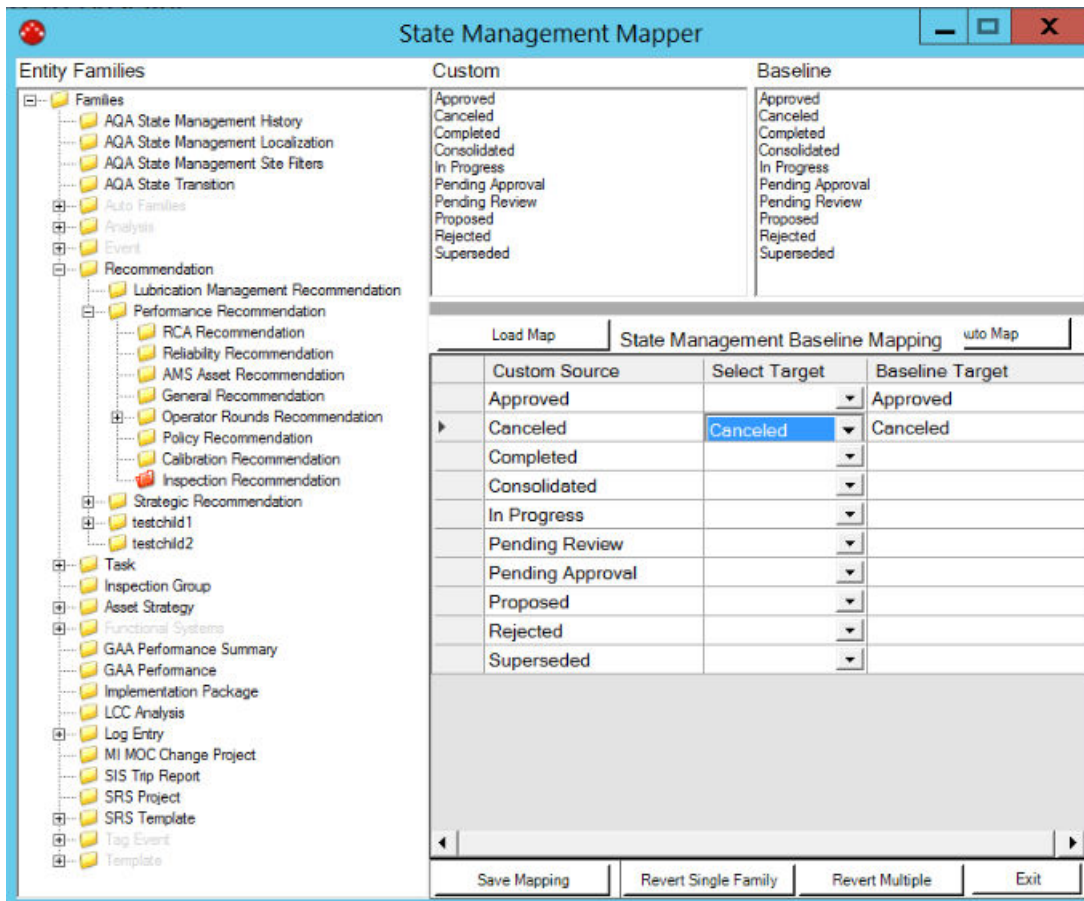 State Management Mapper
Entity Families
Custom
Baseline
Families
AQA State Management History
AQA State Management Localization
AQA State Management Site Filters
AQA State Transition
Auto Families
Analysis
Event
Recommendation
Lubrication Management Recommendation
Performance Recommendation
RCA Recommendation
Reliability Recommendation
AMS Asset Recommendation
General Recommendation
Operator Rounds Recommendation
Policy Recommendation
Calibration Recommendation
Inspection Recommendation
Strategic Recommendation
testchild1
testchild2
Task
Inspection Group
Asset Strategy
Functional Systems
GAA Performance Summary
GAA Performance
Implementation Package
LCC Analysis
Log Entry
MI MOC Change Project
SIS Trip Report
SRS Project
SRS Template
Tag Event
Template
Approved
Canceled
Completed
Consolidated
In Progress
Pending Approval
Pending Review
Proposed
Rejected
Superseded
Approved
Canceled
Completed
Consolidated
In Progress
Pending Approval
Pending Review
Proposed
Rejected
Superseded
Load Map State Management Baseline Mapping uto Map
Custom Source Select Target Baseline Target
Approved Approved
Canceled Canceled Canceled
Completed
Consolidated
In Progress
Pending Review
Pending Approval
Proposed
Rejected
Superseded
Save Mapping Revert Single Family Revert Multiple Exit